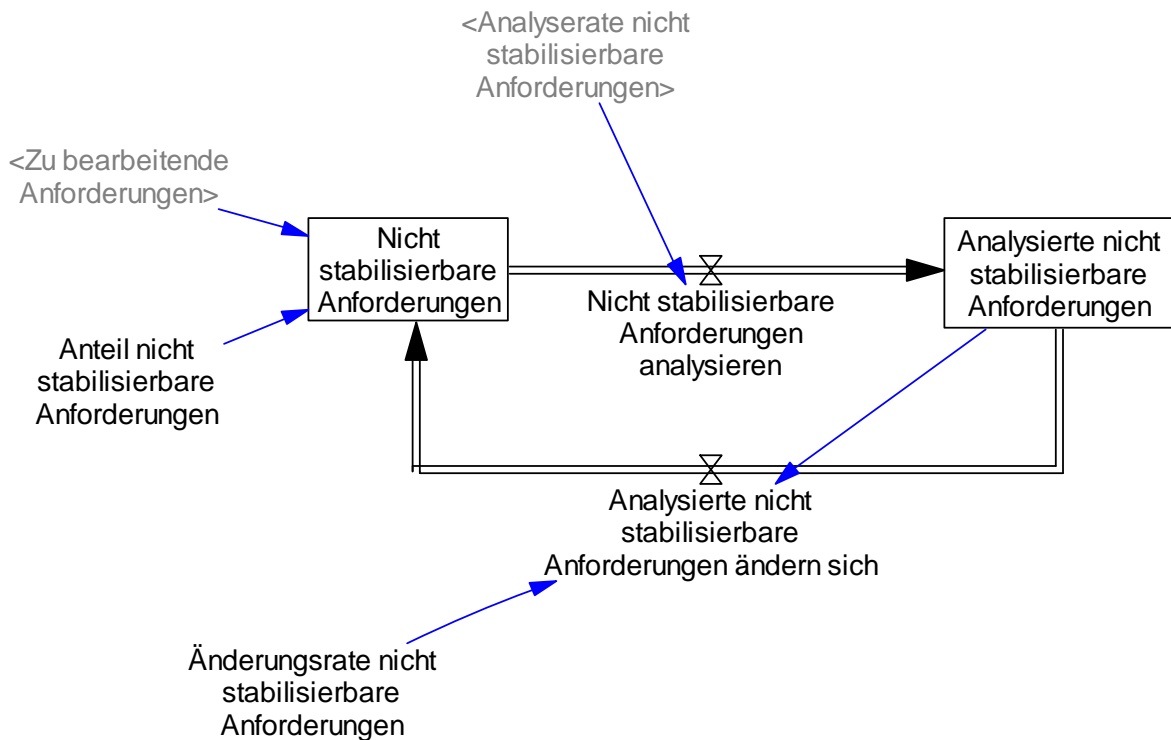 <Analyserate nicht
stabilisierbare
Anforderungen>
<Zu bearbeitende
Anforderungen>
Nicht
stabilisierbare
Anforderungen
Analysierte nicht
stabilisierbare
Anforderungen
Nicht stabilisierbare
Anforderungen
analysieren
Anteil nicht
stabilisierbare
Anforderungen
Analysierte nicht
stabilisierbare
Anforderungen ändern sich
Änderungsrate nicht
stabilisierbare
Anforderungen